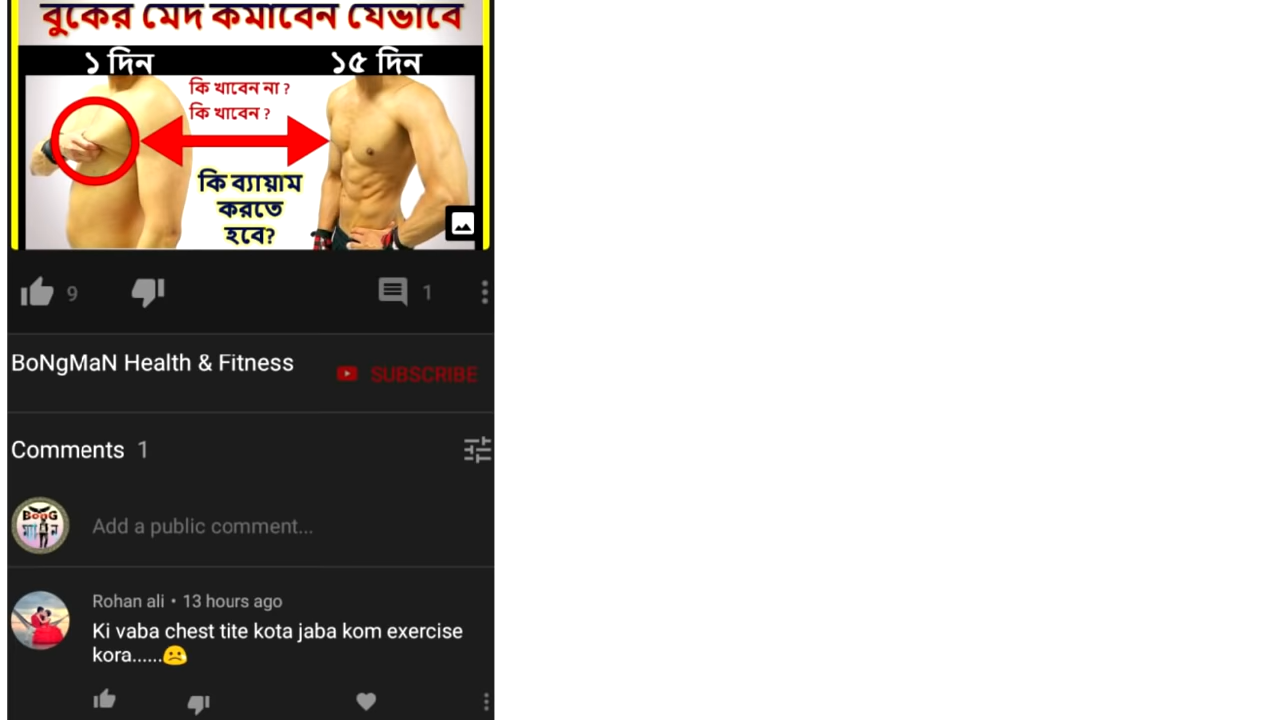 বুকের মেদ কমাবেন যেভাবে
১ দিন
১৫ দিন
কি খাবেন না ?
কি খাবেন ?
কি ব্যায়াম
করতে
হবে?
9
1
BoNgMaN Health & Fitness
SUBSCRIBE
Comments 1
BonG
Add a public comment...
Rohan ali • 13 hours ago
Ki vaba chest tite kota jaba kom exercise
kora......☹️